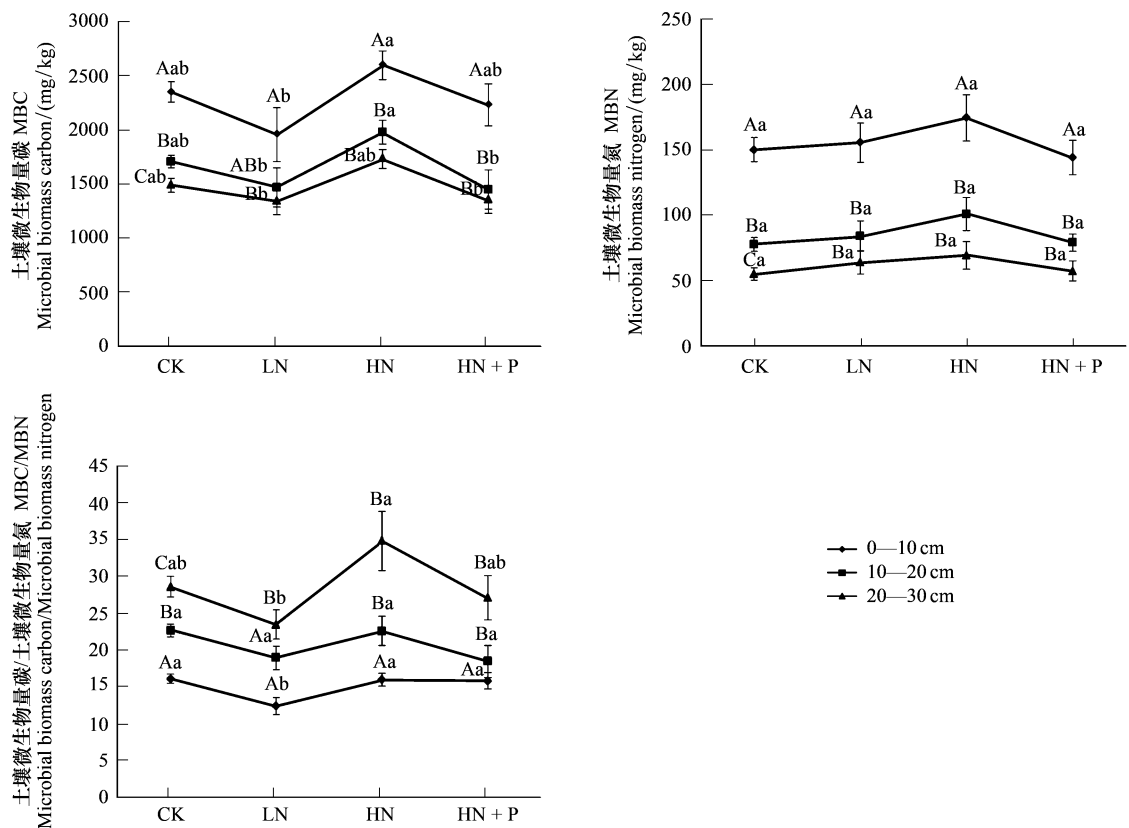 土壤微生物量碳 MBC
Microbial biomass carbon/(mg/kg)
3000
2500
2000
1500
1000
500
0
Aab
Ab
Aa
Aab
Bab
ABb
Ba
Bb
Cab
Bb
Bab
Bb
CK
LN
HN
HN + P
土壤微生物量氮 MBN
Microbial biomass nitrogen/(mg/kg)
250
200
150
100
50
0
Aa
Aa
Aa
Aa
Ba
Ba
Ba
Ba
Ca
Ba
Ba
Ba
CK
LN
HN
HN + P
土壤微生物量碳/土壤微生物量氮 MBC/MBN
Microbial biomass carbon/Microbial biomass nitrogen
45
40
35
30
25
20
15
10
5
0
Cab
Bb
Ba
Bab
Ba
Aa
Ba
Ba
Aa
Ab
Aa
Aa
CK
LN
HN
HN + P
0—10 cm
10—20 cm
20—30 cm